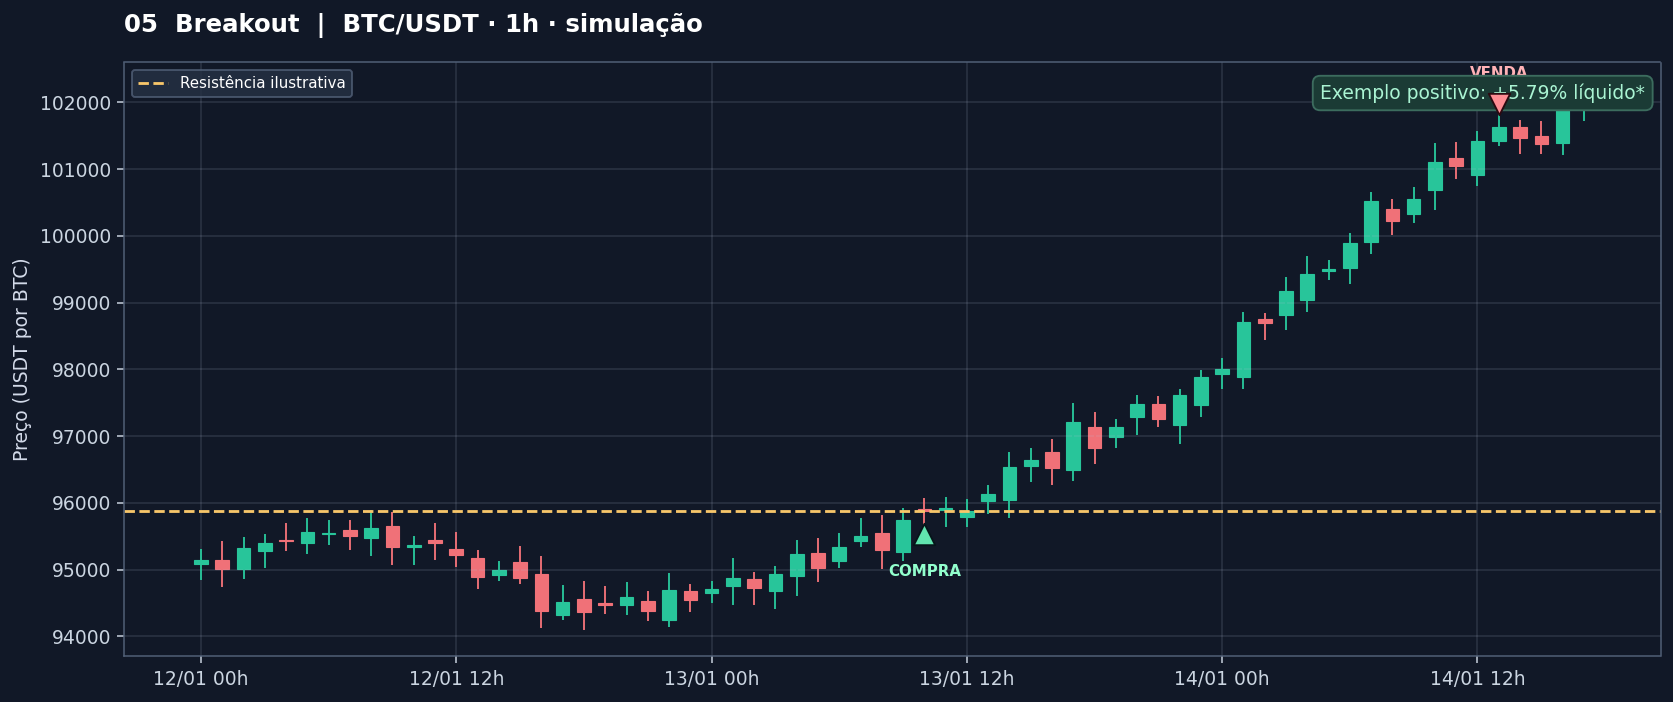 05  Breakout  |  BTC/USDT · 1h · simulação
Resistência ilustrativa
VENDA
Exemplo positivo: +5.79% líquido*
COMPRA
Preço (USDT por BTC)
102000
101000
100000
99000
98000
97000
96000
95000
94000
12/01 00h
12/01 12h
13/01 00h
13/01 12h
14/01 00h
14/01 12h